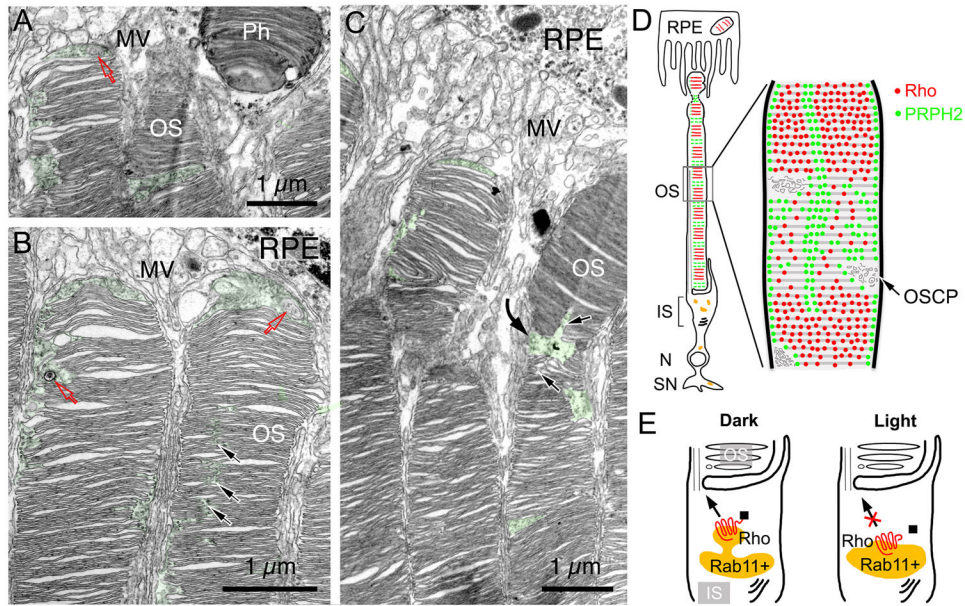 A
MV
Ph
OS
1 µm
B
RPE
MV
OS
1 µm
C
RPE
MV
OS
1 µm
D
RPE
OS
IS
N
SN
Rho
PRPH2
OSCP
E
Dark
Light
OS
Rho
Rab11+
IS
Rho
Rab11+